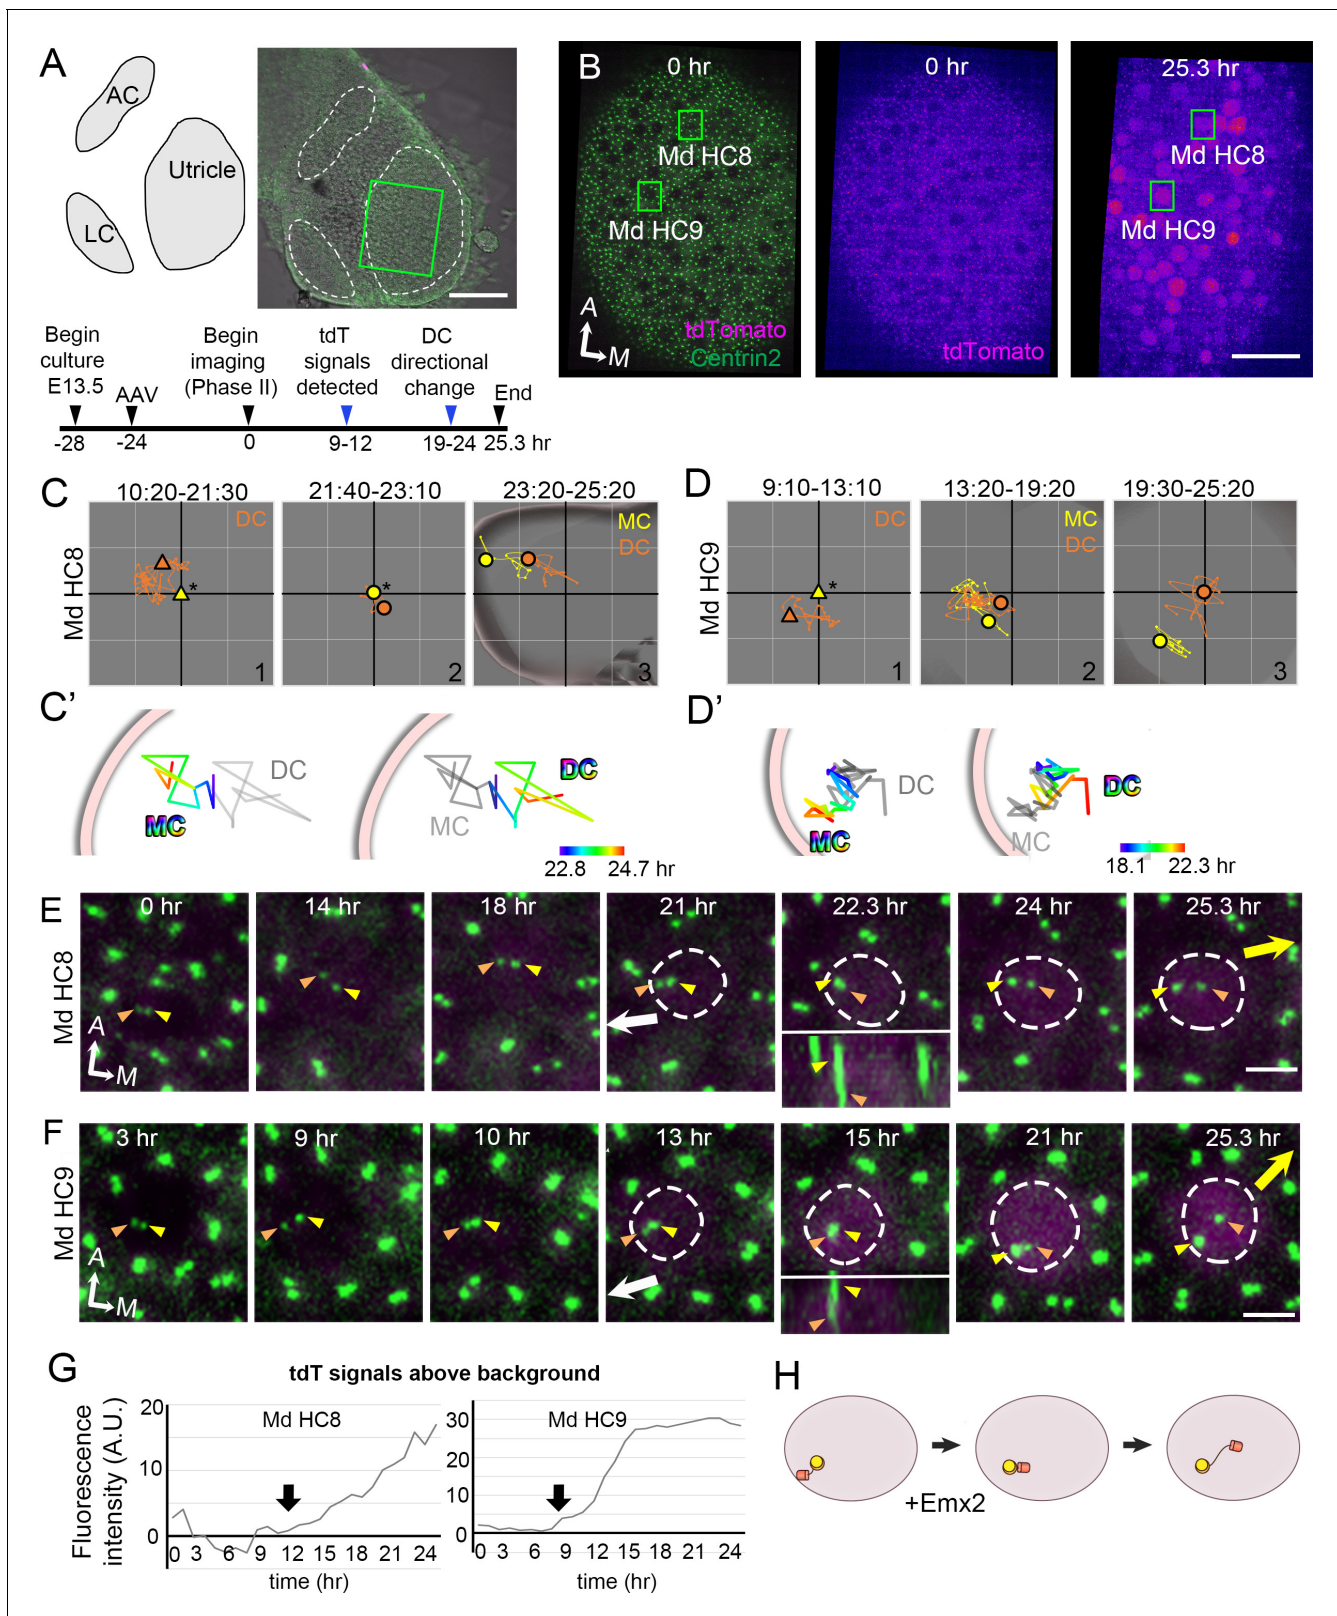 A
AC
Utricle
LC
Begin culture E13.5
AAV
Begin imaging (Phase II)
tdT signals detected
DC directional change
End
-28
-24
0
9-12
19-24
25.3 hr
B
0 hr
Md HC8
Md HC9
A
M
tdTomato
Centrin2
0 hr
tdTomato
25.3 hr
Md HC8
Md HC9
C
Md HC8
10:20-21:30
DC
*
1
21:40-23:10
*
2
23:20-25:20
MC
DC
3
D
Md HC9
9:10-13:10
DC
*
1
13:20-19:20
MC
DC
2
19:30-25:20
3
C'
DC
MC
DC
MC
22.8
24.7 hr
D'
DC
MC
DC
MC
18.1
22.3 hr
E
Md HC8
0 hr
14 hr
18 hr
21 hr
22.3 hr
24 hr
25.3 hr
A
M
F
Md HC9
3 hr
9 hr
10 hr
13 hr
15 hr
21 hr
25.3 hr
A
M
G
tdT signals above background
Fluorescence intensity (A.U.)
Md HC8
20
10
0
0 3 6 9 12 15 18 21 24
time (hr)
Md HC9
30
20
10
0
0 3 6 9 12 15 18 21 24
time (hr)
H
+Emx2